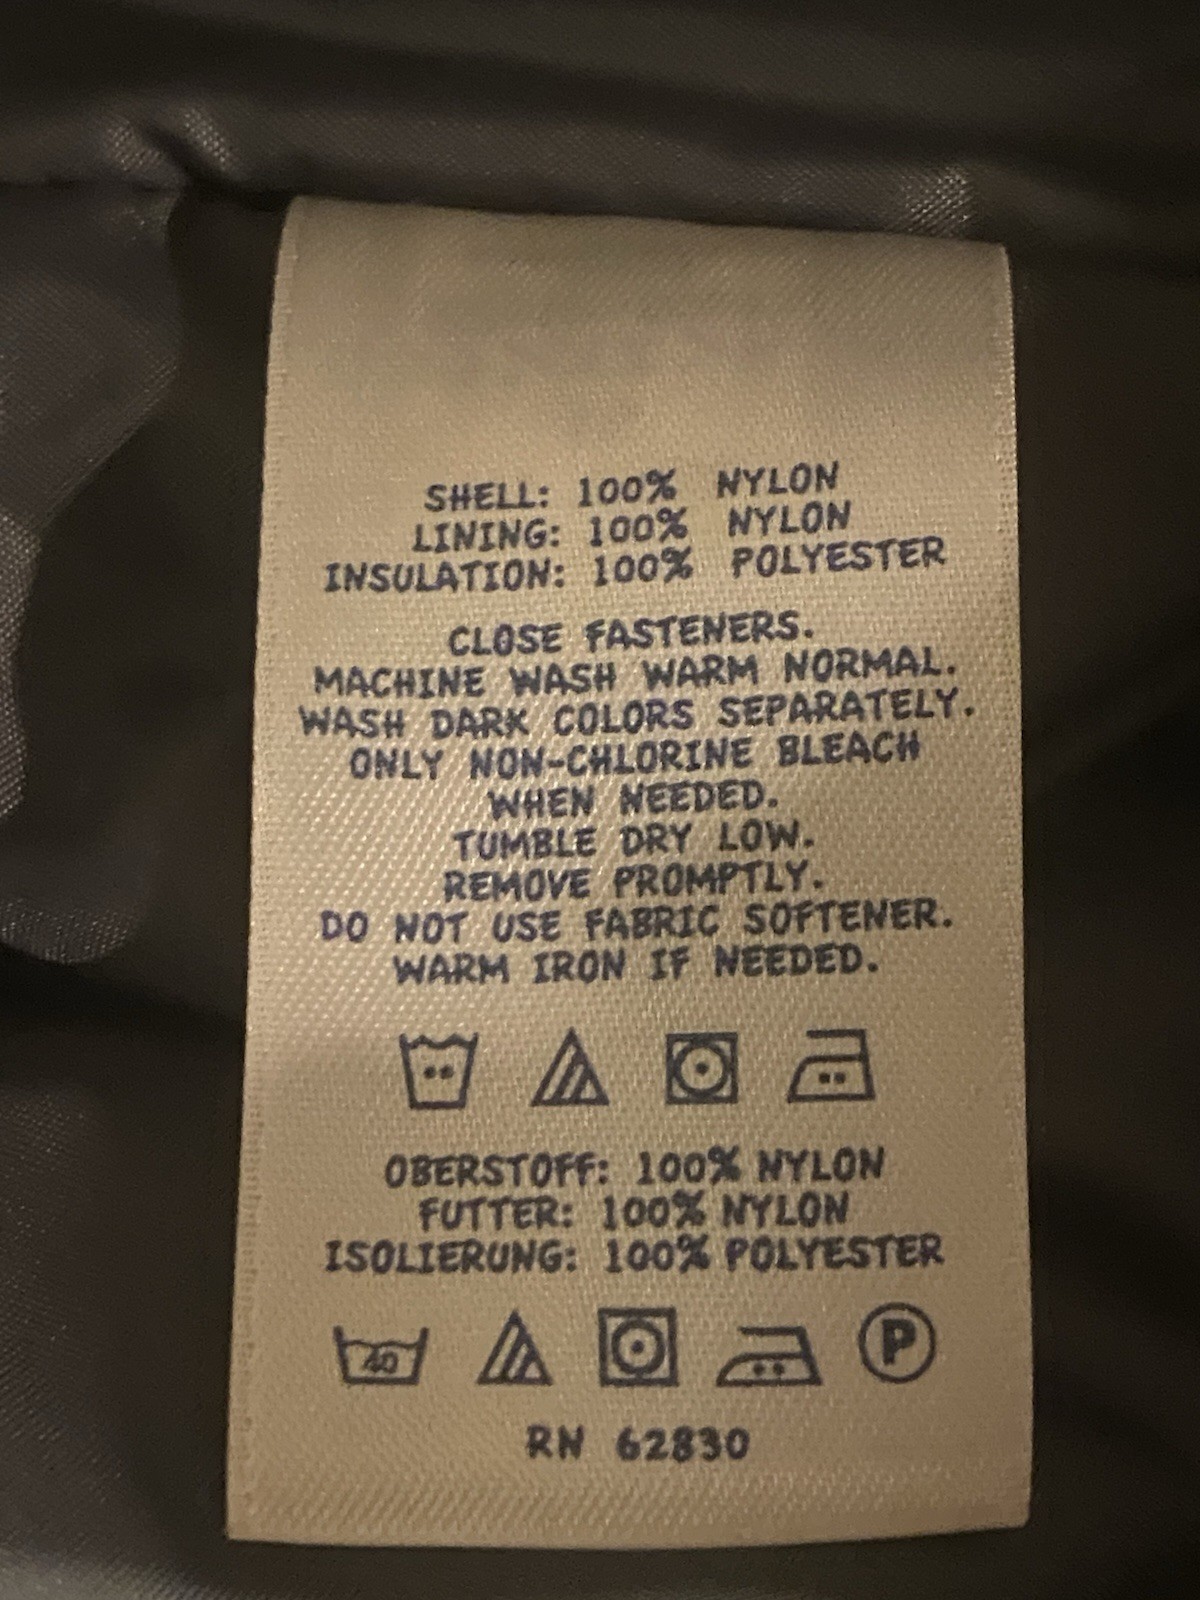 SHELL: 100% NYLON
LINING: 100% NYLON
INSULATION: 100% POLYESTER
CLOSE FASTENERS.
MACHINE WASH WARM NORMAL.
WASH DARK COLORS SEPARATELY.
ONLY NON-CHLORINE BLEACH
WHEN NEEDED.
TUMBLE DRY LOW.
REMOVE PROMPTLY.
DO NOT USE FABRIC SOFTENER.
WARM IRON IF NEEDED.
OBERSTOFF: 100% NYLON
FUTTER: 100% NYLON
ISOLIERUNG: 100% POLYESTER
40 P
RN 62830